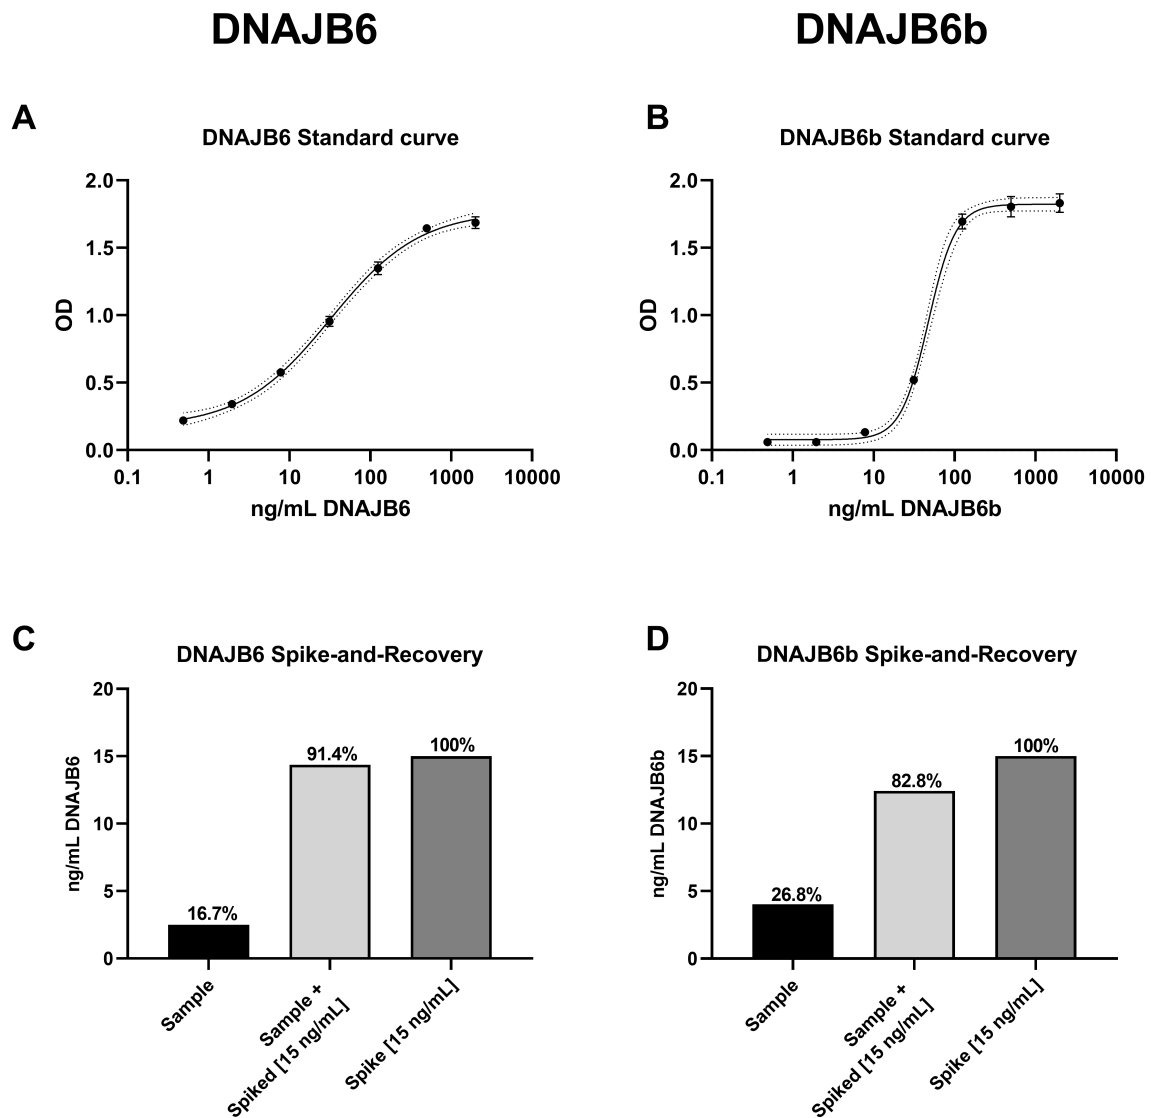 DNAJB6
DNAJB6b
A
DNAJB6 Standard curve
2.0
1.5
1.0
0.5
0.0
OD
0.1 1 10 100 1000 10000
ng/mL DNAJB6
B
DNAJB6b Standard curve
2.0
1.5
1.0
0.5
0.0
OD
0.1 1 10 100 1000 10000
ng/mL DNAJB6b
C
DNAJB6 Spike-and-Recovery
20
15
10
5
0
ng/mL DNAJB6
16.7%
91.4%
100%
Sample
Sample +
Spiked [15 ng/mL]
Spike [15 ng/mL]
D
DNAJB6b Spike-and-Recovery
20
15
10
5
0
ng/mL DNAJB6b
26.8%
82.8%
100%
Sample
Sample +
Spiked [15 ng/mL]
Spike [15 ng/mL]